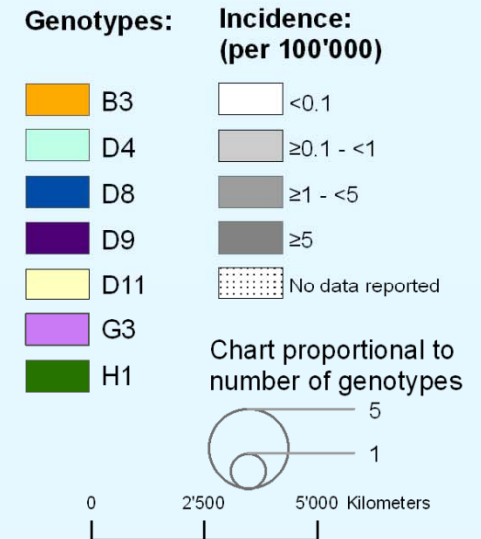 Genotypes:
B3
D4
D8
D9
D11
G3
H1
Incidence:
(per 100'000)
<0.1
≥0.1 - <1
≥1 - <5
≥5
No data reported
Chart proportional to
number of genotypes
5
1
0 2'500 5'000 Kilometers